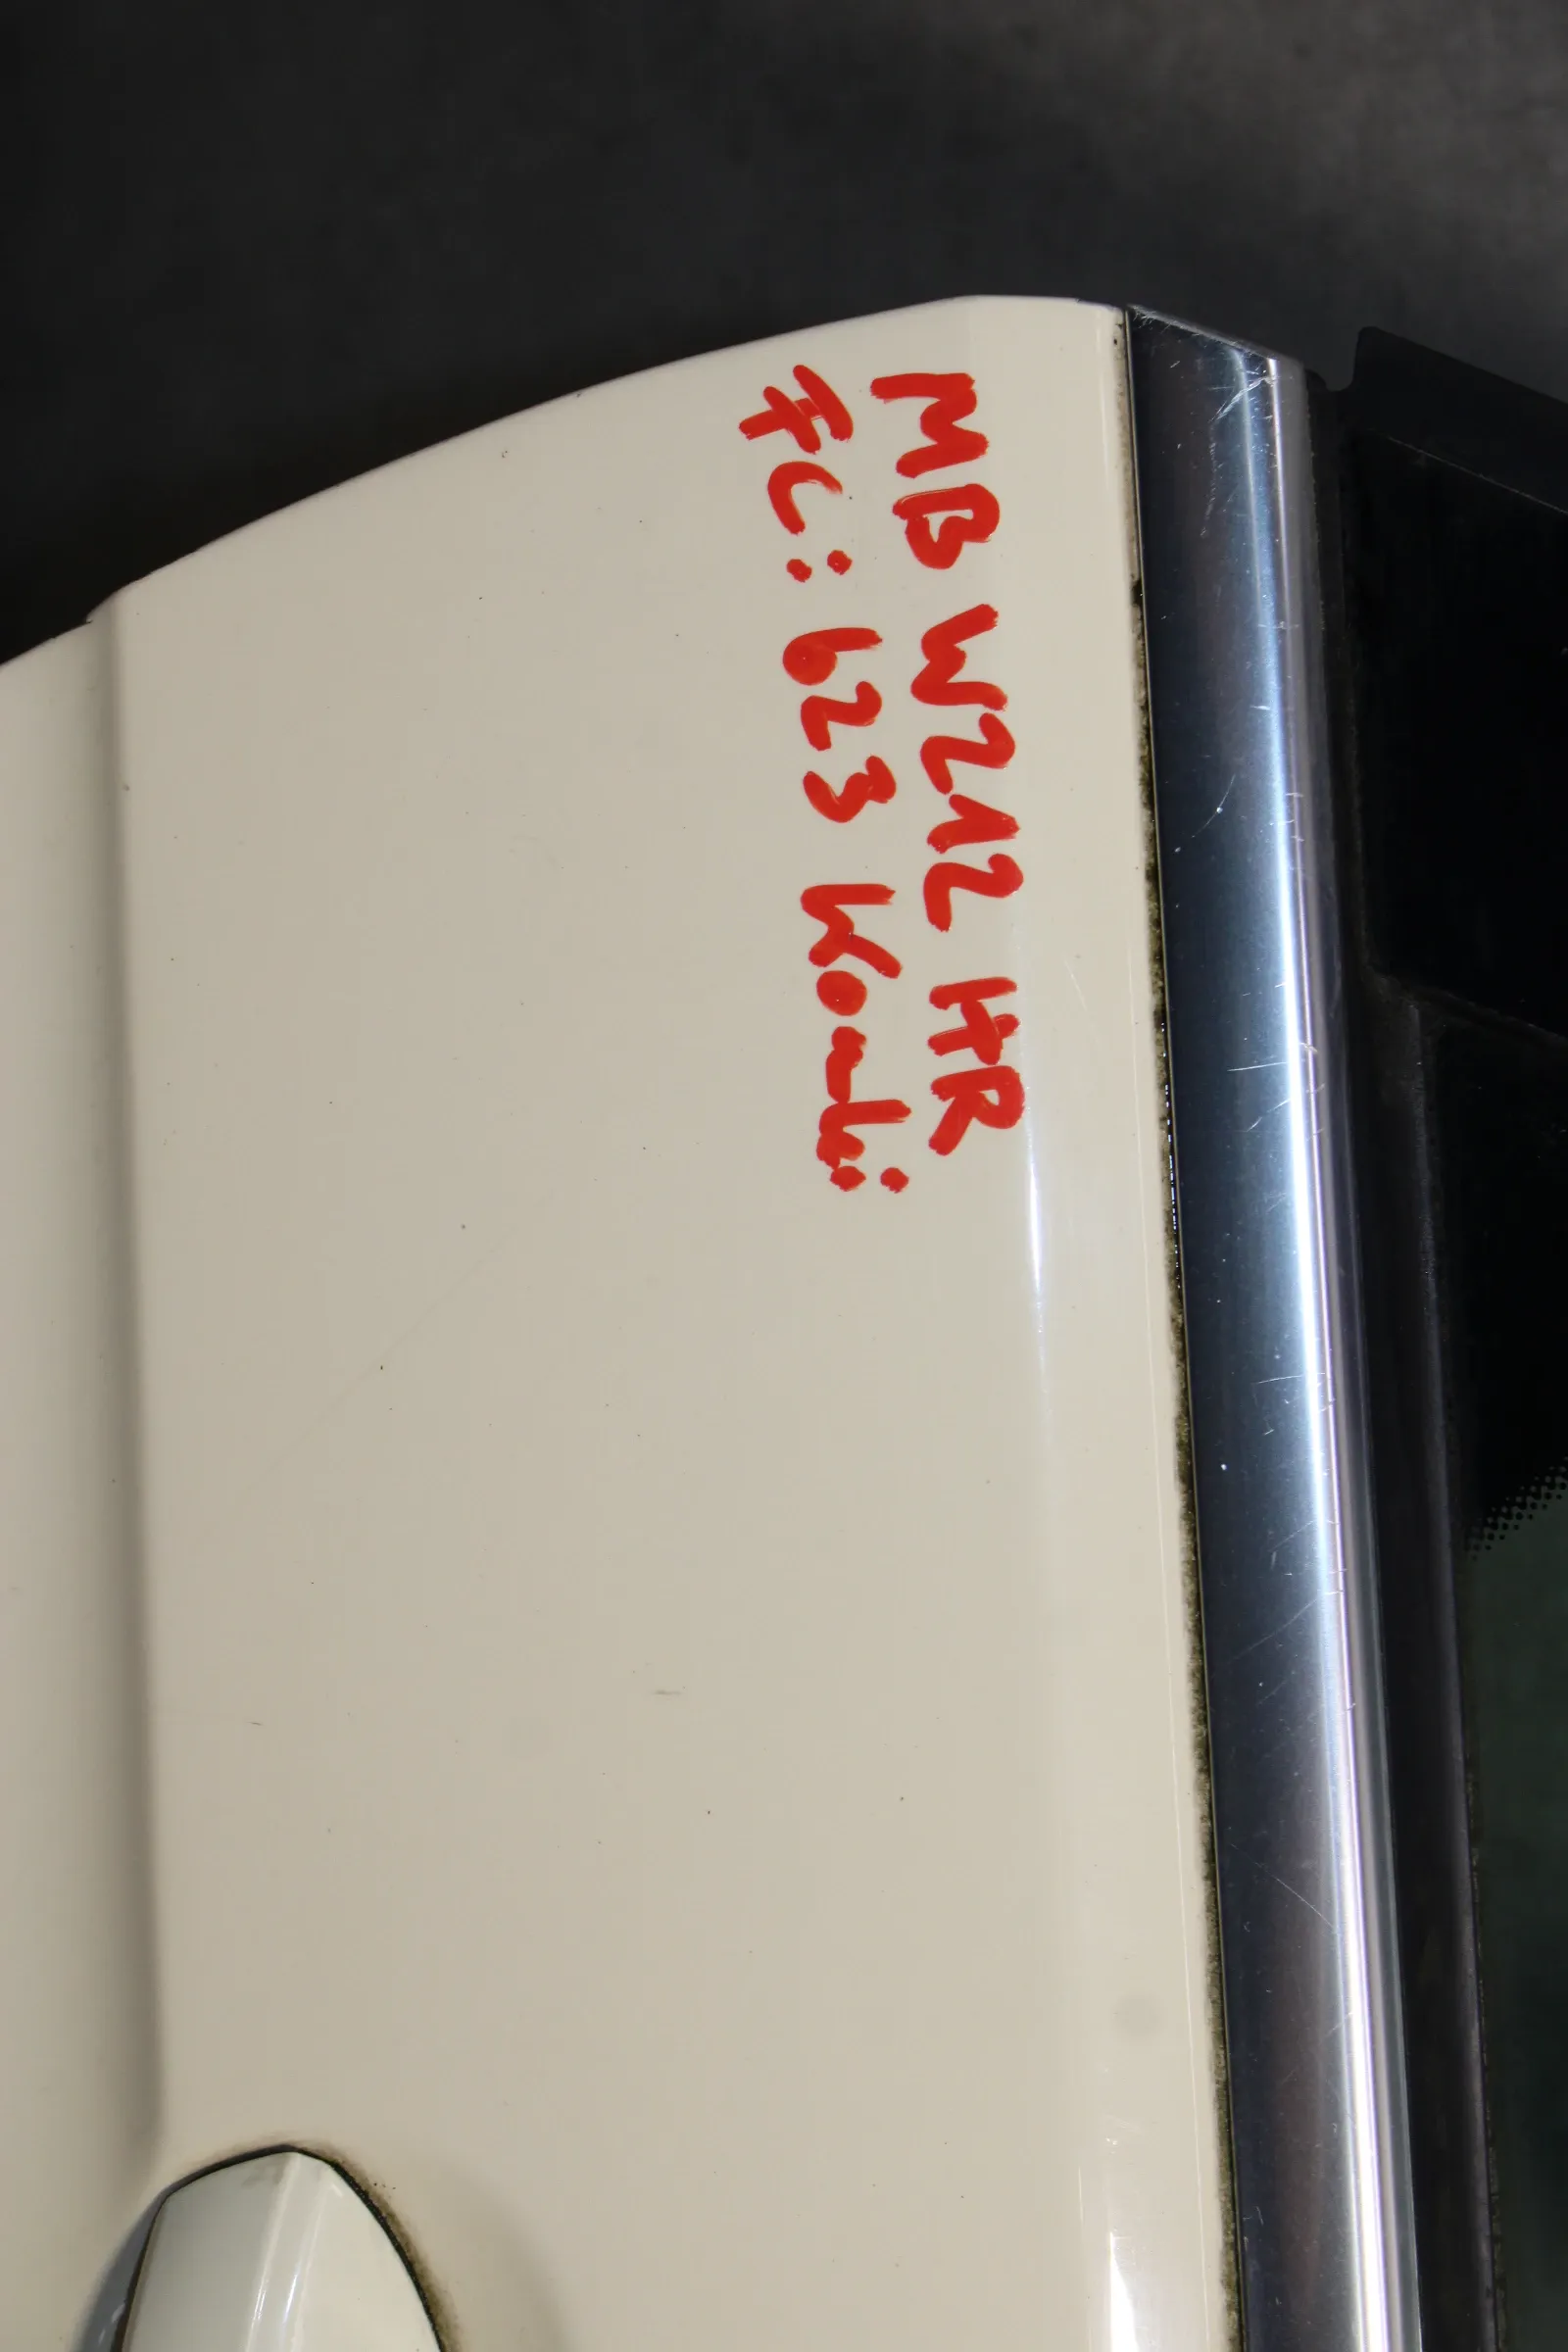 MB W212 HR
FC: 623 Kombi